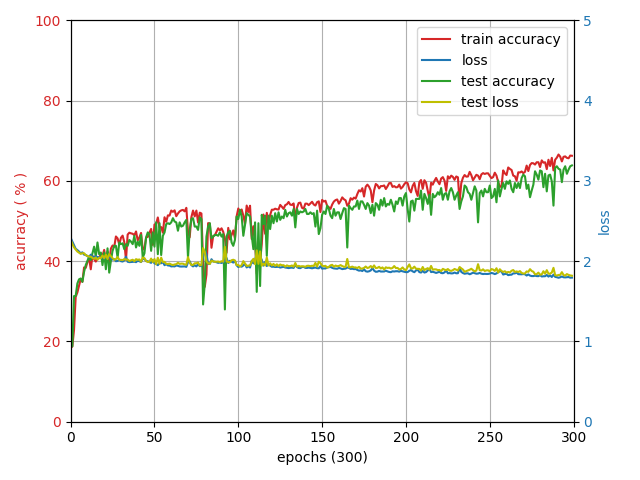 100
80
60
40
20
0
acurracy ( % )
train accuracy
loss
test accuracy
test loss
5
4
3
2
1
0
loss
0 50 100 150 200 250 300
epochs (300)